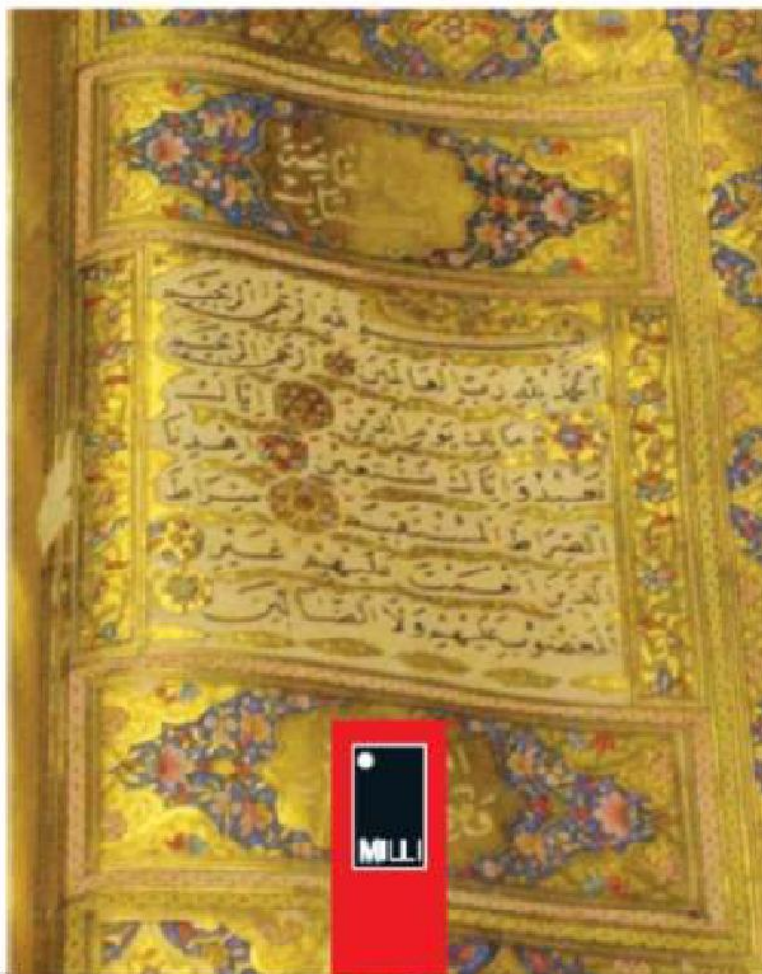 بسم الله الرحمن الرحيم
الحمد لله رب العالمين الرحمن الرحيم
مالك يوم الدين اياك
نعبد واياك نستعين اهدنا
الصراط المستقيم صراط
الذين انعمت عليهم غير
المغضوب عليهم ولا الضالين
MILLI